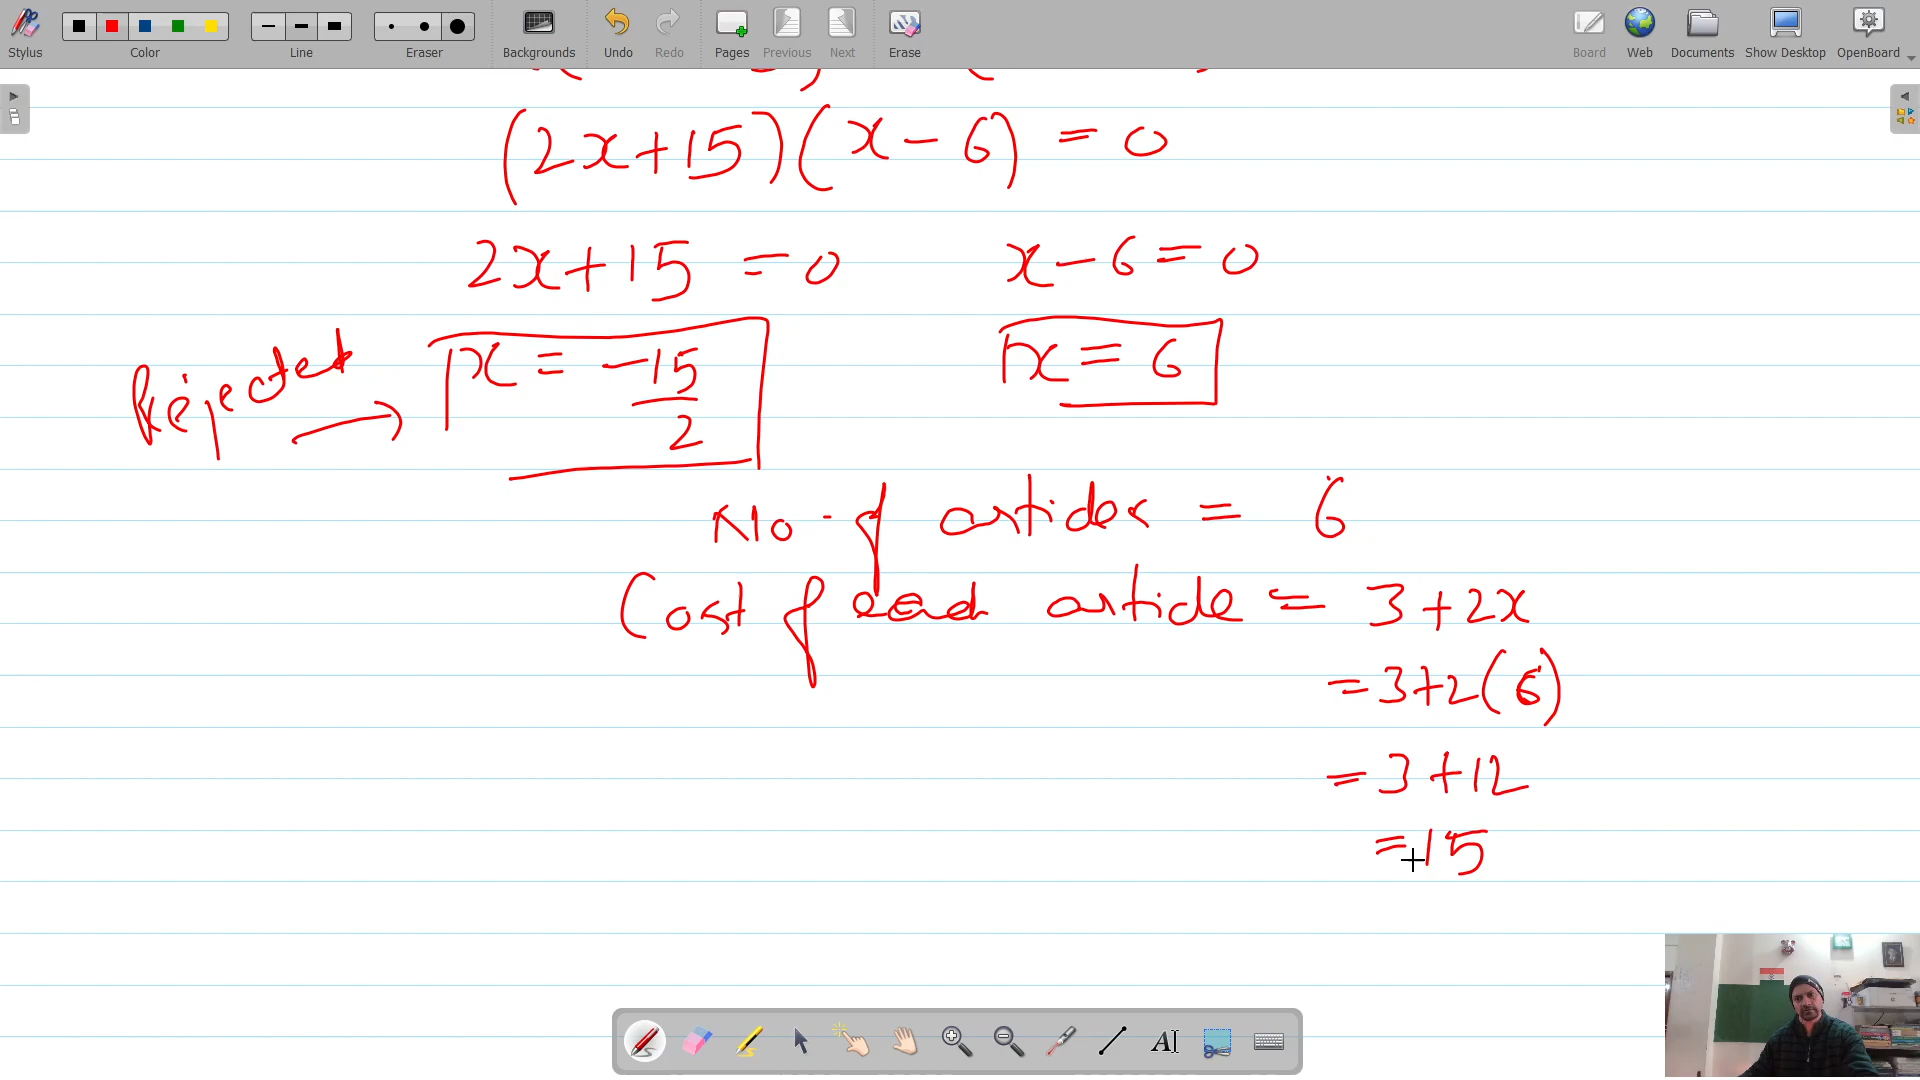 Stylus Color Line Eraser Backgrounds Undo Redo Pages Previous Next Erase Board Web Documents Show Desktop OpenBoard
(2x+15)(x-6) = 0
2x+15 = 0 x-6=0
Rejected → x = -15/2 x = 6
No. of articles = 6
Cost of each article = 3+2x
= 3+2(6)
= 3+12
= 15